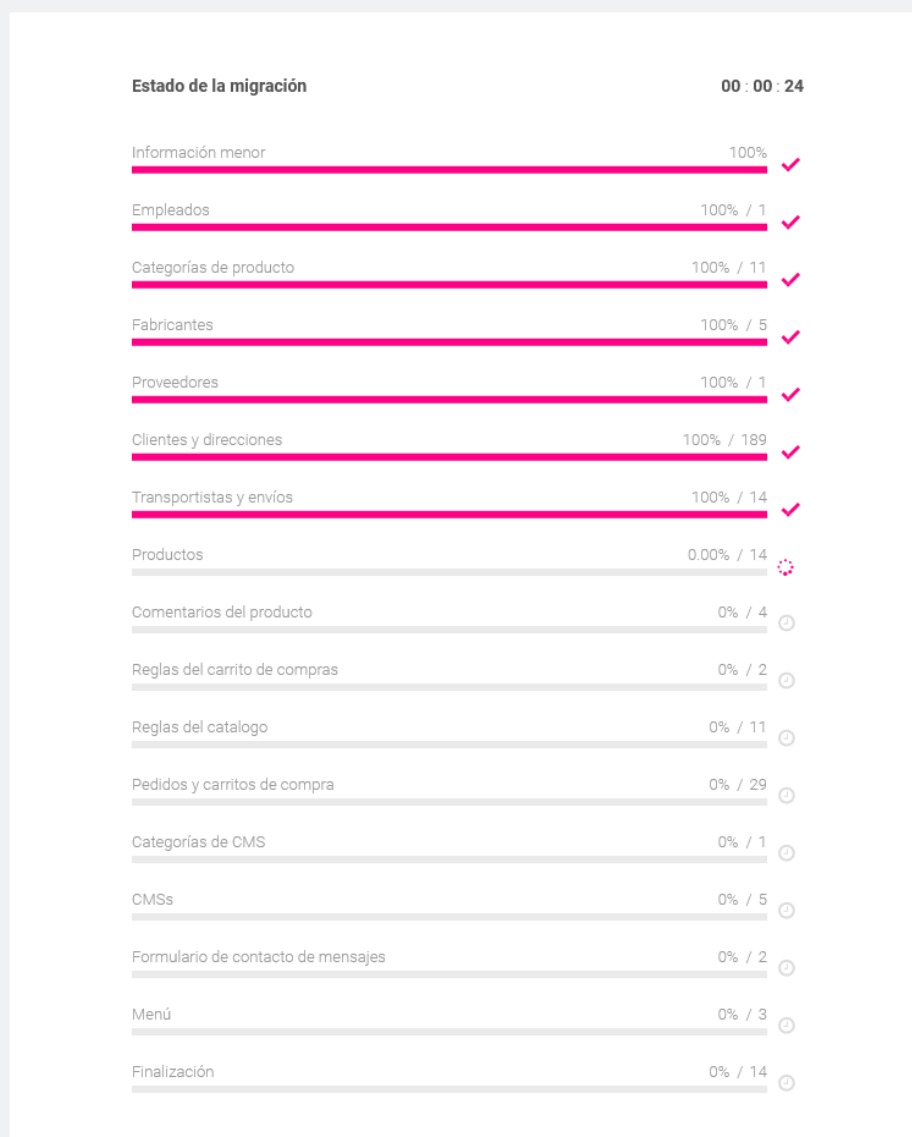 Estado de la migración 00 : 00 : 24
Información menor 100%
Empleados 100% / 1
Categorías de producto 100% / 11
Fabricantes 100% / 5
Proveedores 100% / 1
Clientes y direcciones 100% / 189
Transportistas y envíos 100% / 14
Productos 0.00% / 14
Comentarios del producto 0% / 4
Reglas del carrito de compras 0% / 2
Reglas del catalogo 0% / 11
Pedidos y carritos de compra 0% / 29
Categorías de CMS 0% / 1
CMSs 0% / 5
Formulario de contacto de mensajes 0% / 2
Menú 0% / 3
Finalización 0% / 14